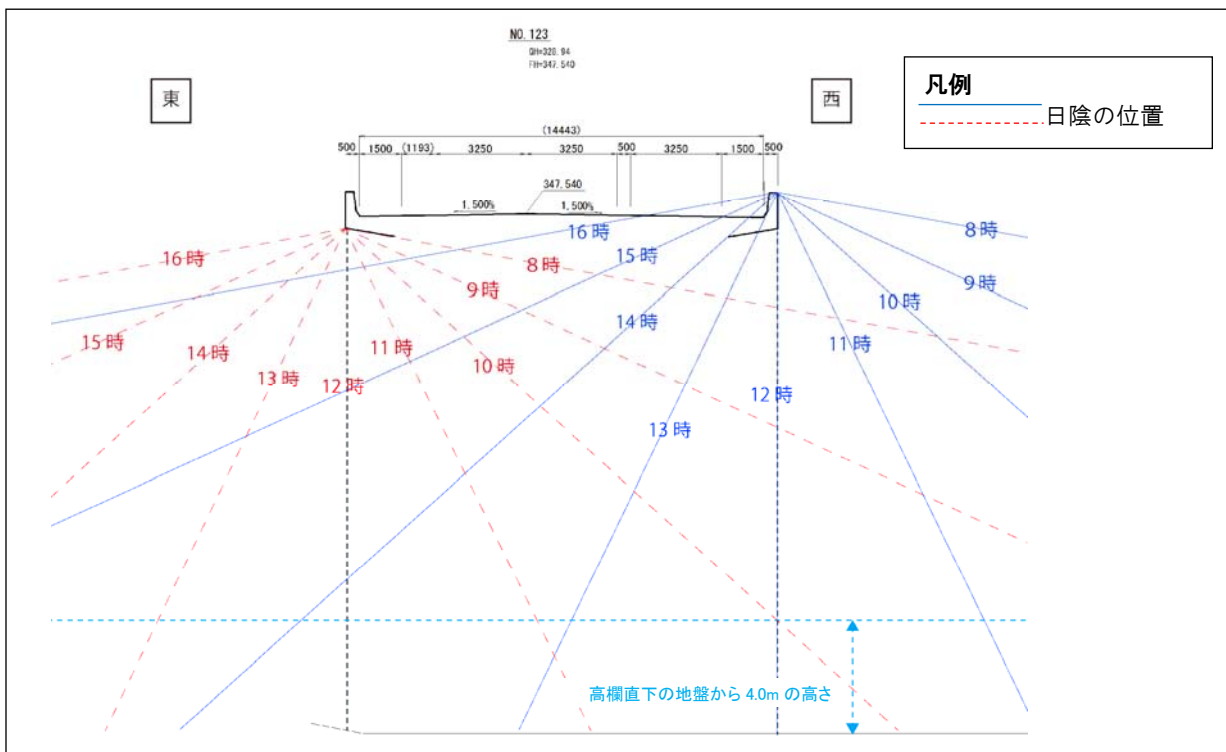 NO. 123
GH=328.94
FH=347.540
東
西
凡例
日陰の位置
(14443)
500
1500
(1193)
3250
3250
500
3250
1500
500
347.540
1.500%
1.500%
16時
15時
14時
13時
12時
11時
10時
9時
8時
16時
15時
14時
13時
12時
11時
10時
9時
8時
高欄直下の地盤から 4.0m の高さ